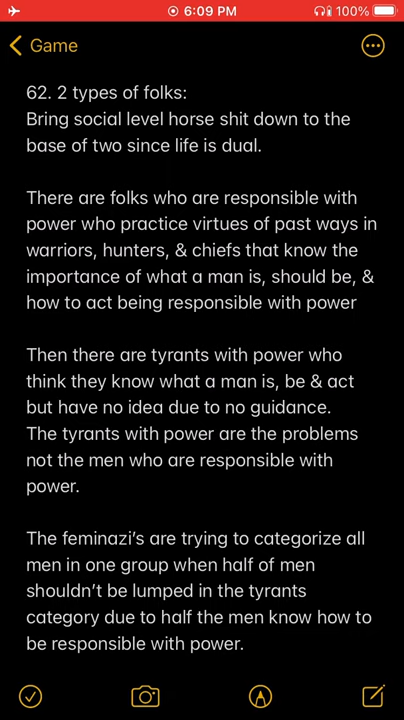 6:09 PM 100%
Game
62. 2 types of folks:
Bring social level horse shit down to the
base of two since life is dual.
There are folks who are responsible with
power who practice virtues of past ways in
warriors, hunters, & chiefs that know the
importance of what a man is, should be, &
how to act being responsible with power
Then there are tyrants with power who
think they know what a man is, be & act
but have no idea due to no guidance.
The tyrants with power are the problems
not the men who are responsible with
power.
The feminazi’s are trying to categorize all
men in one group when half of men
shouldn’t be lumped in the tyrants
category due to half the men know how to
be responsible with power.